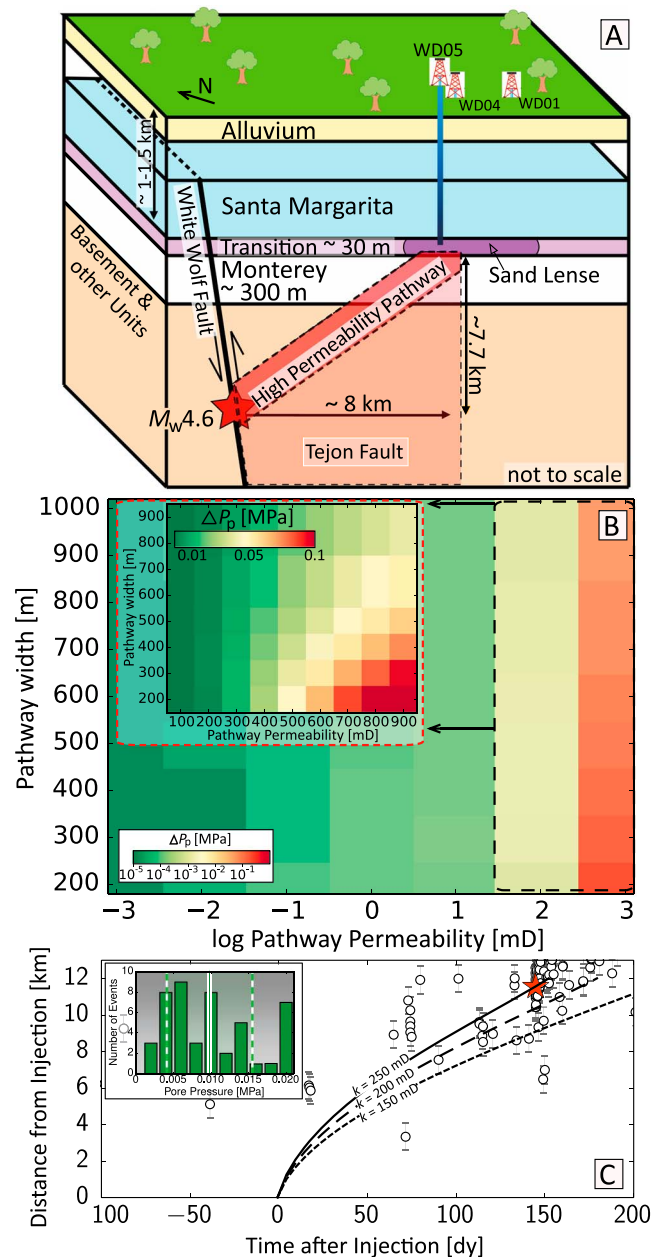 A
WD05
WD04
WD01
N
Alluvium
~ 1-1.5 km
Santa Margarita
White Wolf Fault
Transition ~ 30 m
Monterey
~ 300 m
Sand Lense
Basement &
other Units
High Permeability Pathway
~7.7 km
Mw4.6
~ 8 km
Tejon Fault
not to scale
B
1000
900
800
700
600
500
400
300
200
Pathway width [m]
ΔPp [MPa]
0.01 0.05 0.1
900
800
700
600
500
400
300
200
Pathway width [m]
100 200 300 400 500 600 700 800 900
Pathway Permeability [mD]
ΔPp [MPa]
10-5 10-4 10-3 10-2 10-1
−3 −2 −1 0 1 2 3
log Pathway Permeability [mD]
C
12
10
8
6
4
2
0
Distance from Injection [km]
10
8
6
4
2
0
Number of Events
0.005 0.010 0.015 0.020
Pore Pressure [MPa]
k = 250 mD
k = 200 mD
k = 150 mD
100 −50 0 50 100 150 200
Time after Injection [dy]